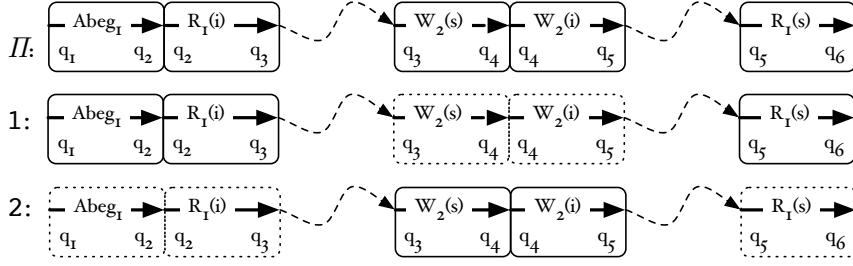 Π: Abeg₁ R₁(i) W₂(s) W₂(i) R₁(s)
q₁ q₂ q₂ q₃ q₃ q₄ q₄ q₅ q₅ q₆
1: Abeg₁ R₁(i) W₂(s) W₂(i) R₁(s)
q₁ q₂ q₂ q₃ q₃ q₄ q₄ q₅ q₅ q₆
2: Abeg₁ R₁(i) W₂(s) W₂(i) R₁(s)
q₁ q₂ q₂ q₃ q₃ q₄ q₄ q₅ q₅ q₆